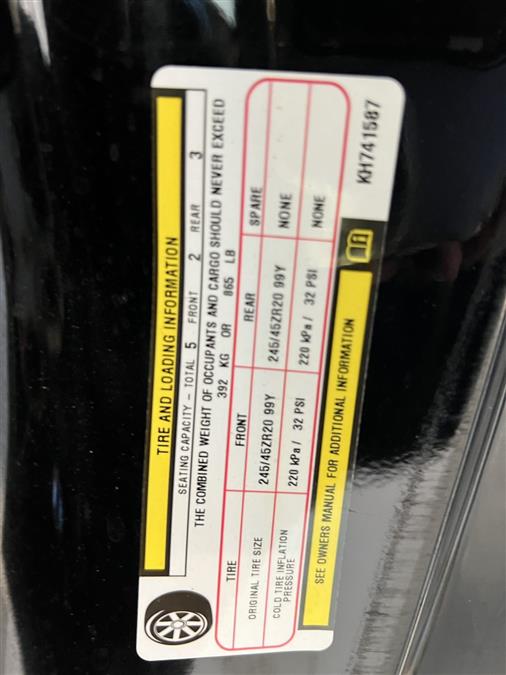 TIRE AND LOADING INFORMATION
SEATING CAPACITY - TOTAL 5 FRONT 2 REAR 3
THE COMBINED WEIGHT OF OCCUPANTS AND CARGO SHOULD NEVER EXCEED
392 KG OR 865 LB
TIRE FRONT REAR SPARE
ORIGINAL TIRE SIZE 245/45ZR20 99Y 245/45ZR20 99Y NONE
COLD TIRE INFLATION
PRESSURE 220 kPa / 32 PSI 220 kPa / 32 PSI NONE
SEE OWNERS MANUAL FOR ADDITIONAL INFORMATION
KH741587